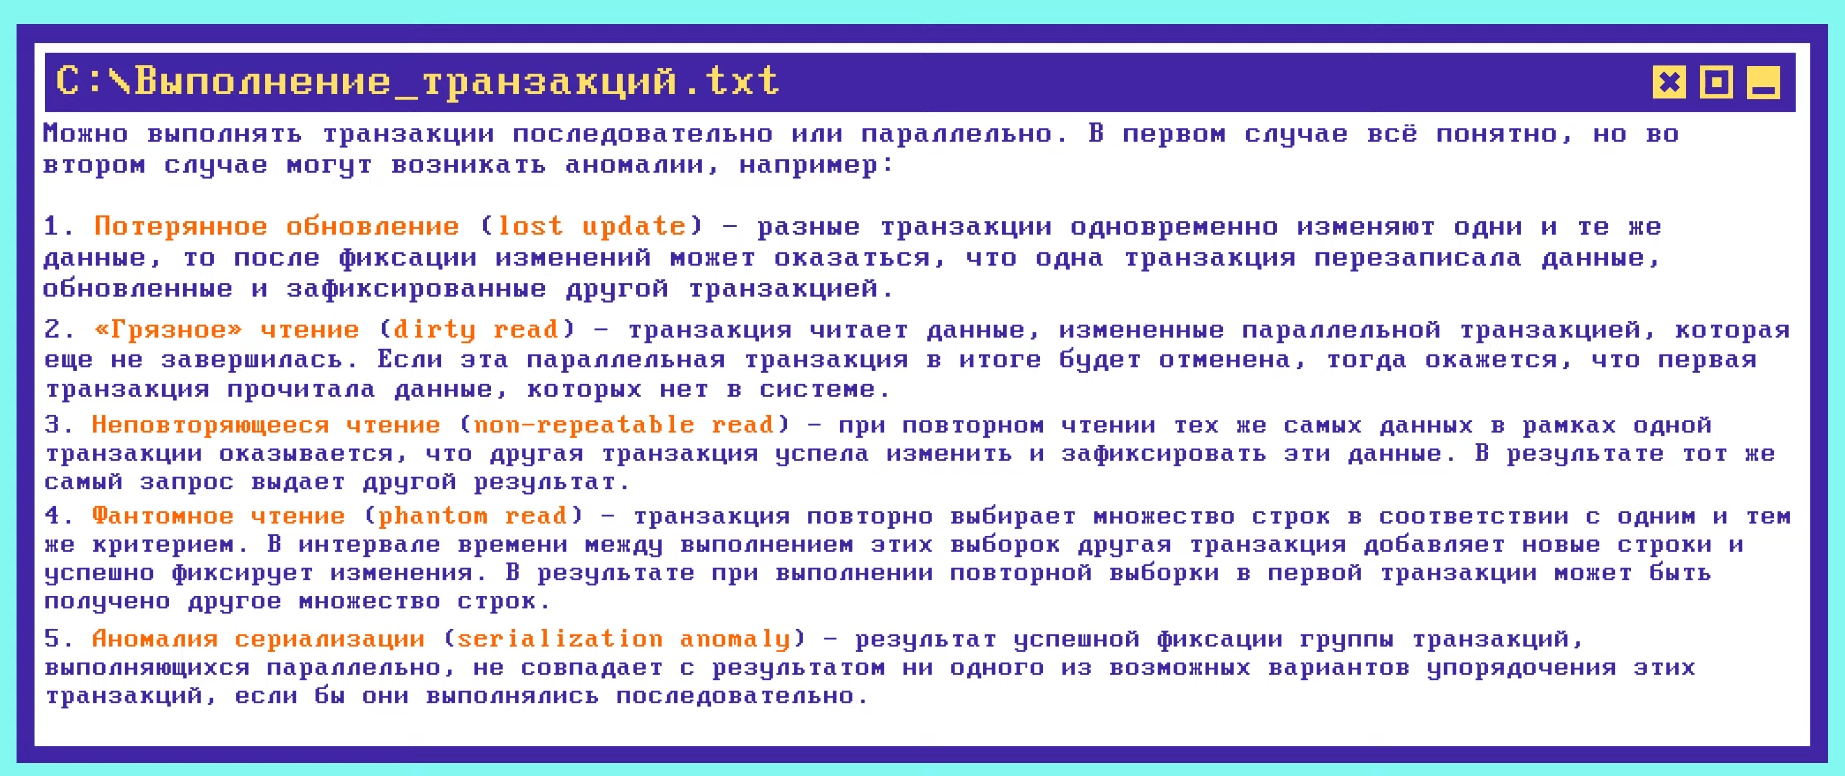 C:\Выполнение_транзакций.txt
Можно выполнять транзакции последовательно или параллельно. В первом случае всё понятно, но во
втором случае могут возникать аномалии, например:
1. Потерянное обновление (lost update) – разные транзакции одновременно изменяют одни и те же
данные, то после фиксации изменений может оказаться, что одна транзакция перезаписала данные,
обновленные и зафиксированные другой транзакцией.
2. «Грязное» чтение (dirty read) – транзакция читает данные, измененные параллельной транзакцией, которая
еще не завершилась. Если эта параллельная транзакция в итоге будет отменена, тогда окажется, что первая
транзакция прочитала данные, которых нет в системе.
3. Неповторяющееся чтение (non-repeatable read) – при повторном чтении тех же самых данных в рамках одной
транзакции оказывается, что другая транзакция успела изменить и зафиксировать эти данные. В результате тот же
самый запрос выдает другой результат.
4. Фантомное чтение (phantom read) – транзакция повторно выбирает множество строк в соответствии с одним и тем
же критерием. В интервале времени между выполнением этих выборок другая транзакция добавляет новые строки и
успешно фиксирует изменения. В результате при выполнении повторной выборки в первой транзакции может быть
получено другое множество строк.
5. Аномалия сериализации (serialization anomaly) – результат успешной фиксации группы транзакций,
выполняющихся параллельно, не совпадает с результатом ни одного из возможных вариантов упорядочения этих
транзакций, если бы они выполнялись последовательно.